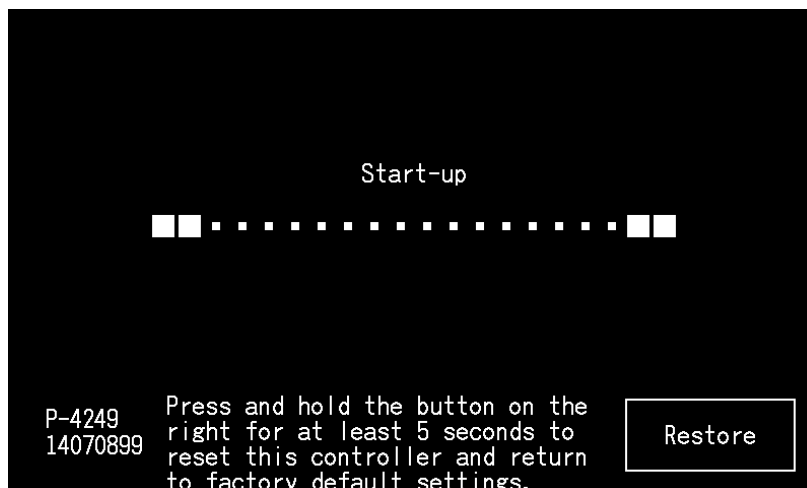 Start-up
P-4249
14070899
Press and hold the button on the
right for at least 5 seconds to
reset this controller and return
to factory default settings.
Restore